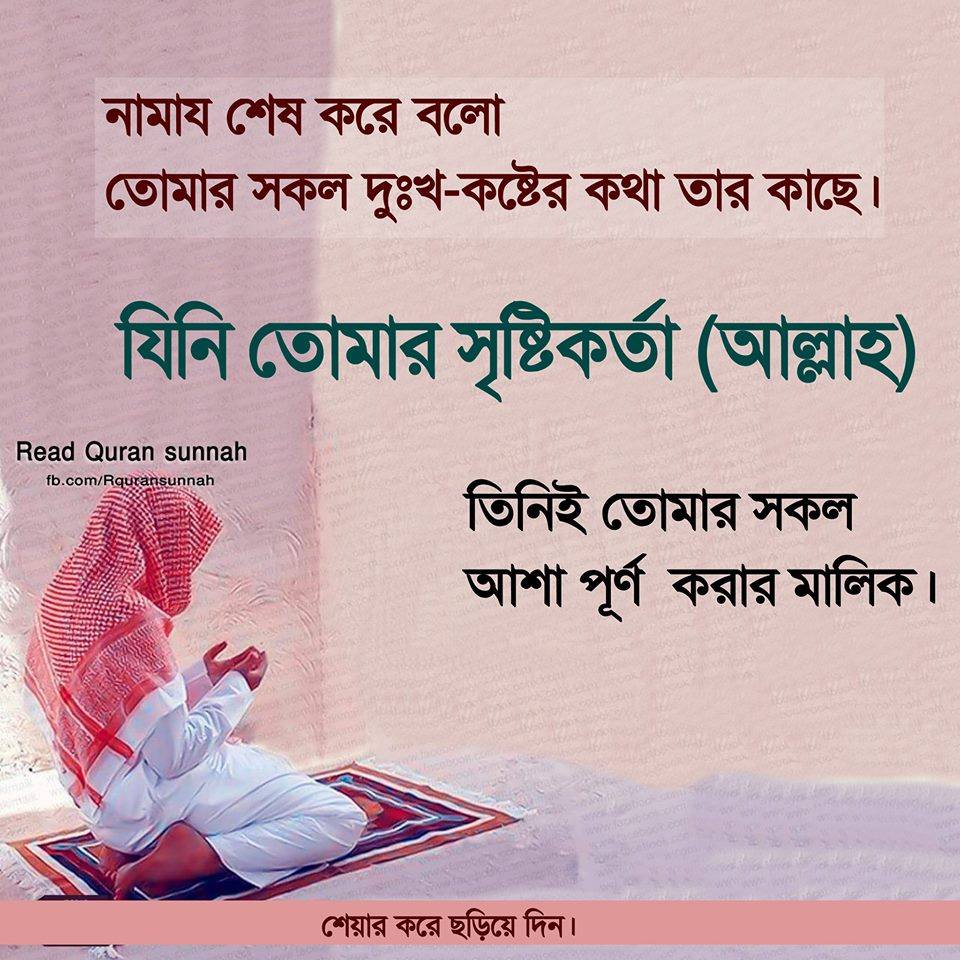 নামায শেষ করে বলো
তোমার সকল দুঃখ-কষ্টের কথা তার কাছে।
যিনি তোমার সৃষ্টিকর্তা (আল্লাহ)
Read Quran sunnah
fb.com/Rquransunnah
তিনিই তোমার সকল
আশা পূর্ণ করার মালিক।
শেয়ার করে ছড়িয়ে দিন।